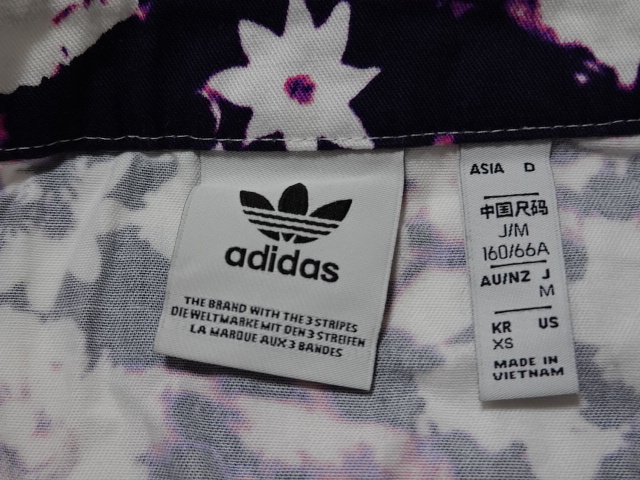 adidas
THE BRAND WITH THE 3 STRIPES
DIE WELTMARKE MIT DEN 3 STREIFEN
LA MARQUE AUX 3 BANDES
ASIA D
中国尺码
J/M
160/66A
AU/NZ J
M
KR US
XS
MADE IN
VIETNAM